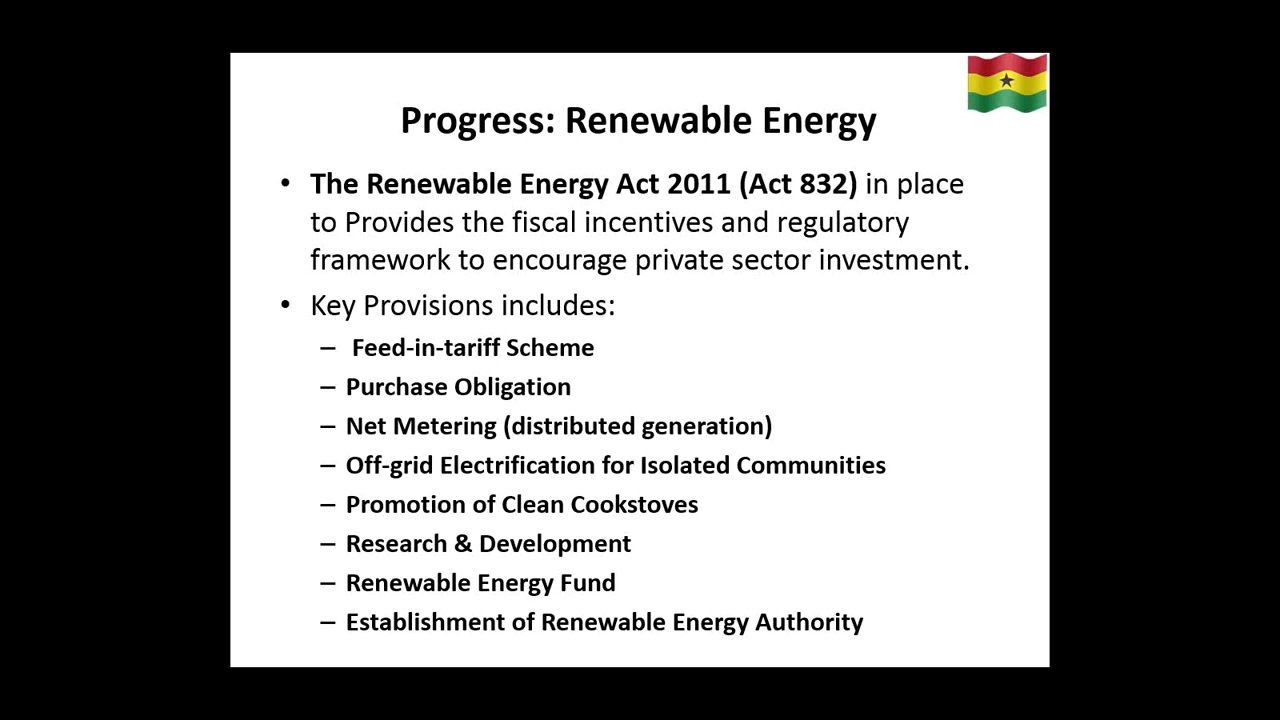 Progress: Renewable Energy
• The Renewable Energy Act 2011 (Act 832) in place
to Provides the fiscal incentives and regulatory
framework to encourage private sector investment.
• Key Provisions includes:
– Feed-in-tariff Scheme
– Purchase Obligation
– Net Metering (distributed generation)
– Off-grid Electrification for Isolated Communities
– Promotion of Clean Cookstoves
– Research & Development
– Renewable Energy Fund
– Establishment of Renewable Energy Authority